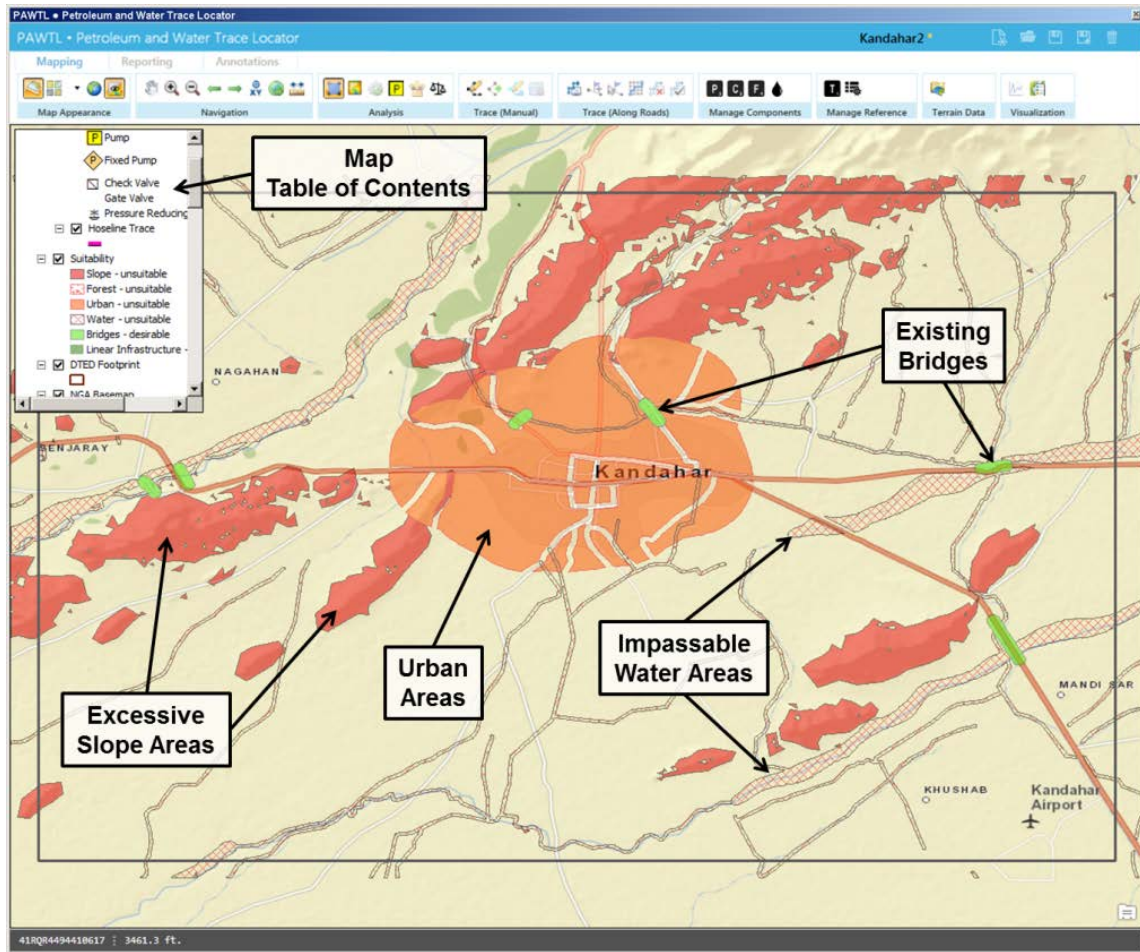 PAWTL • Petroleum and Water Trace Locator
PAWTL • Petroleum and Water Trace Locator
Kandahar2 *
Mapping
Reporting
Annotations
XY
P
P.
C.
F.
T.
Map Appearance
Navigation
Analysis
Trace (Manual)
Trace (Along Roads)
Manage Components
Manage Reference
Terrain Data
Visualization
P Pump
P Fixed Pump
Check Valve
Gate Valve
Pressure Reducing
Hoseline Trace
Suitability
Slope - unsuitable
Forest - unsuitable
Urban - unsuitable
Water - unsuitable
Bridges - desirable
Linear Infrastructure -
DTED Footprint
NGA Basemap
Map
Table of Contents
Existing
Bridges
NAGAHAN
SENJARAY
Kandahar
Excessive
Slope Areas
Urban
Areas
Impassable
Water Areas
MANDI SAR
KHUSHAB
Kandahar
Airport
41RQR4494410617 3461.3 ft.